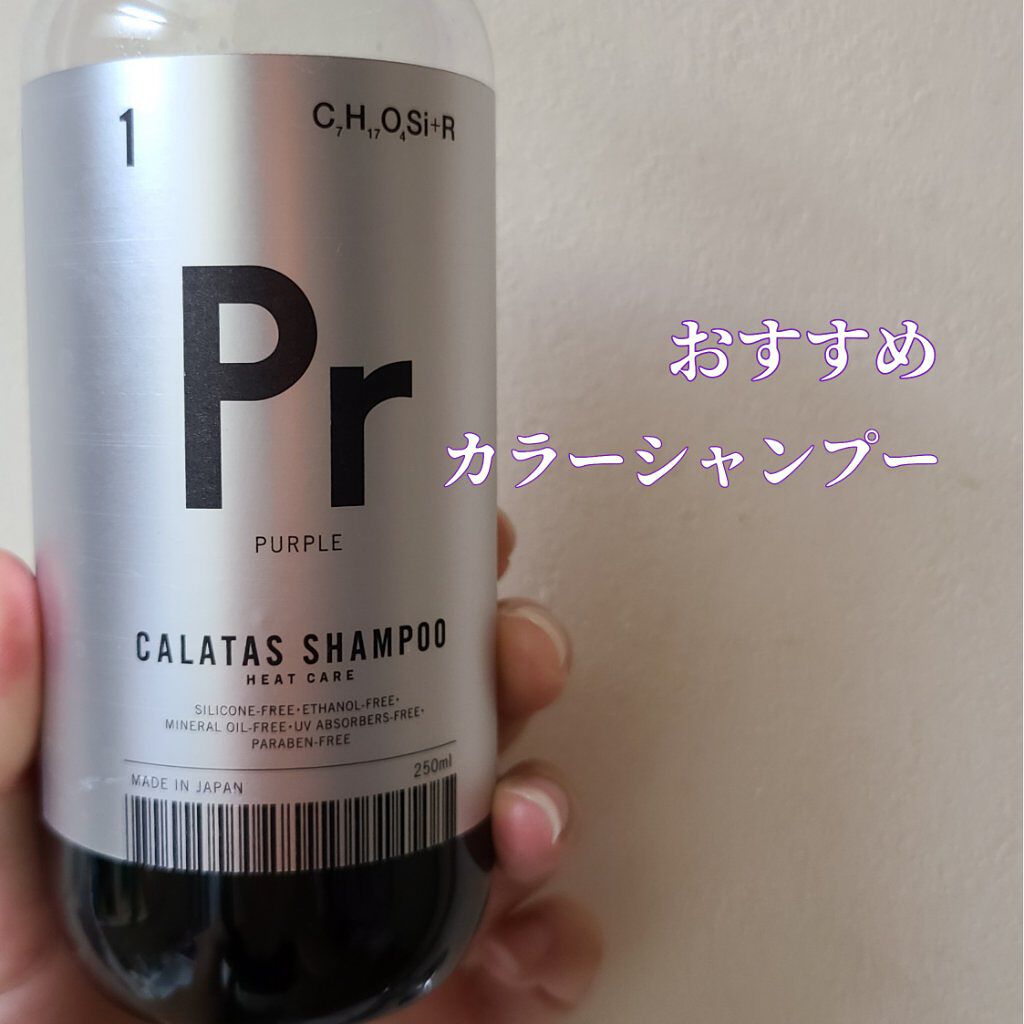 1
C₇H₁₇O₄Si+R
Pr
PURPLE
CALATAS SHAMPOO
HEAT CARE
SILICONE-FREE・ETHANOL-FREE・
MINERAL OIL-FREE・UV ABSORBERS-FREE・
PARABEN-FREE
250ml
MADE IN JAPAN
おすすめ
カラーシャンプー